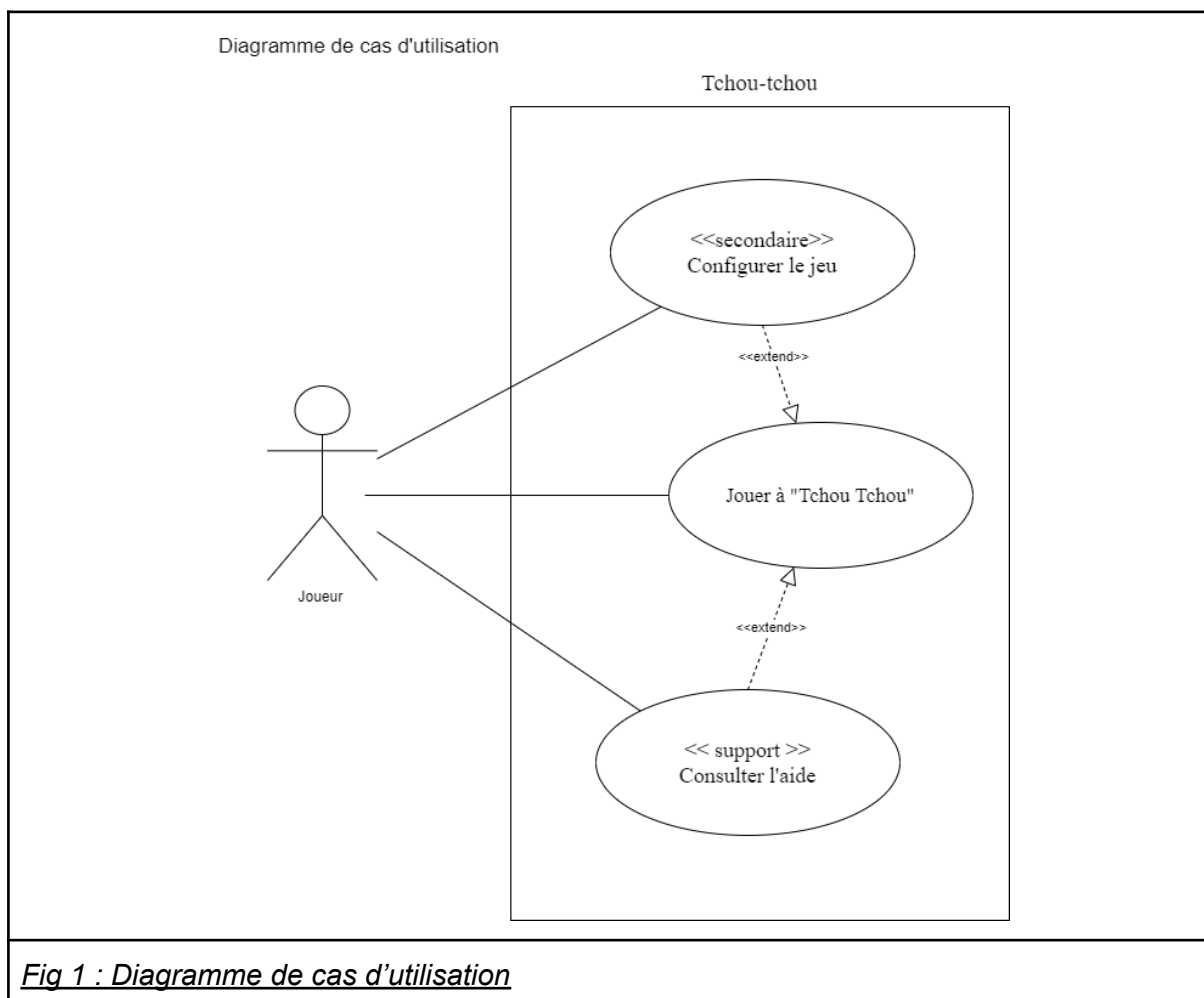 Diagramme de cas d'utilisation
Tchou-tchou
<<secondaire>>
Configurer le jeu
<<extend>>
Jouer à "Tchou Tchou"
Joueur
<<extend>>
<< support >>
Consulter l'aide
Fig 1 : Diagramme de cas d’utilisation